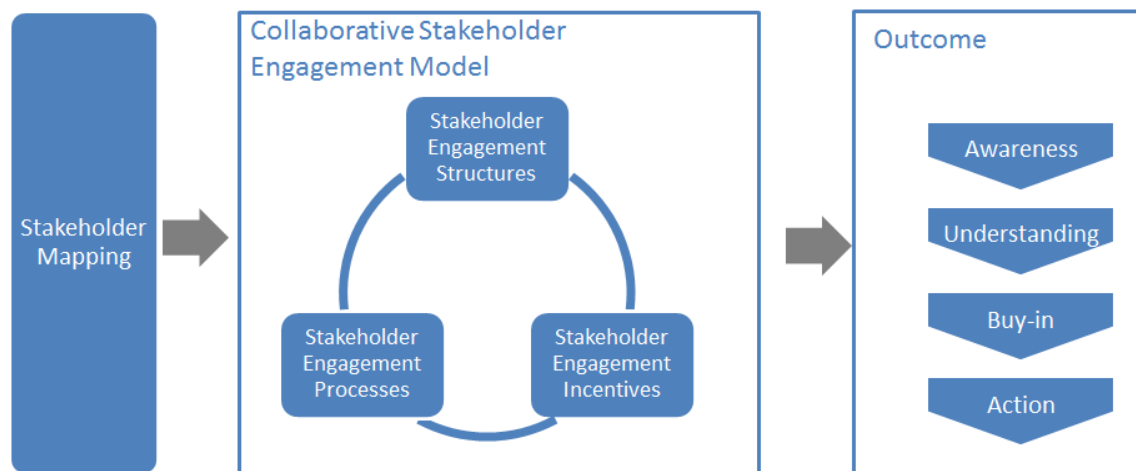 Stakeholder
Mapping
Collaborative Stakeholder
Engagement Model
Stakeholder
Engagement
Structures
Stakeholder
Engagement
Processes
Stakeholder
Engagement
Incentives
Outcome
Awareness
Understanding
Buy-in
Action